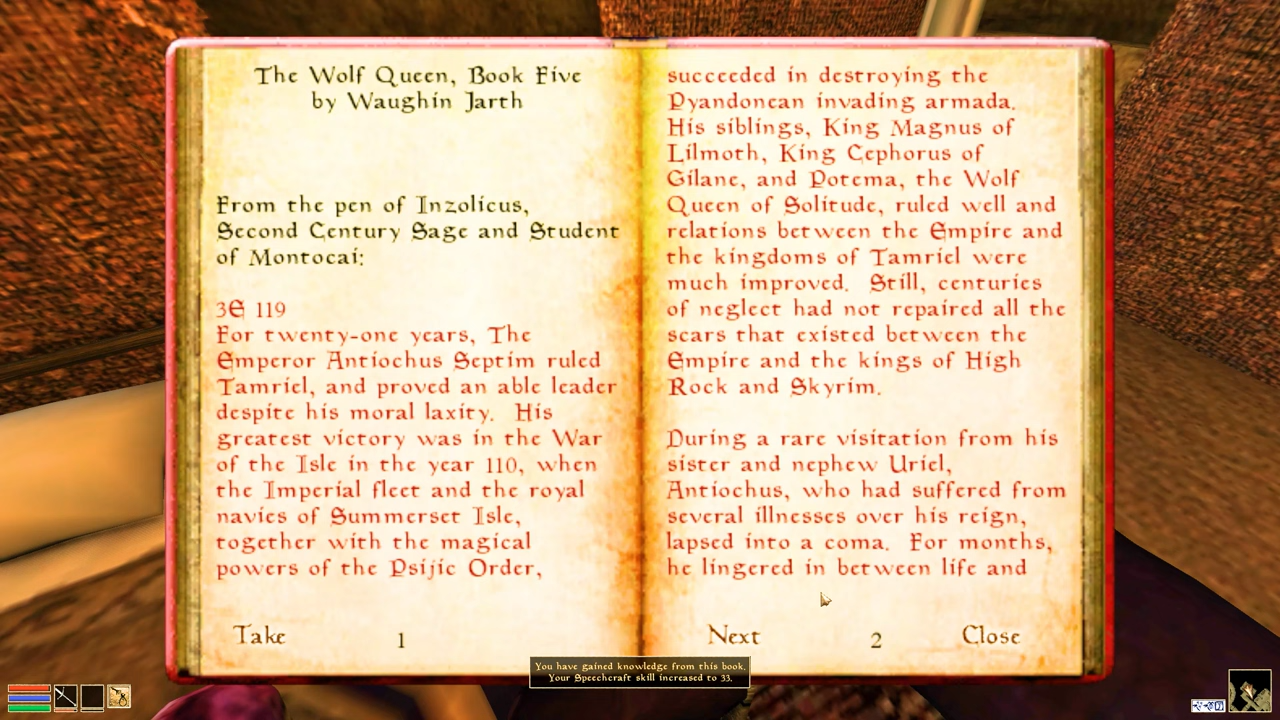 The Wolf Queen, Book Five
by Waughin Jarth
From the pen of Inzolicus,
Second Century Sage and Student
of Montocai:
3E 119
For twenty-one years, The
Emperor Antiochus Septim ruled
Tamriel, and proved an able leader
despite his moral laxity.  His
greatest victory was in the War
of the Isle in the year 110, when
the Imperial fleet and the royal
navies of Summerset Isle,
together with the magical
powers of the Psijic Order,
succeeded in destroying the
Pyandonean invading armada.
His siblings, King Magnus of
Lilmoth, King Cephorus of
Gilane, and Potema, the Wolf
Queen of Solitude, ruled well and
relations between the Empire and
the kingdoms of Tamriel were
much improved.  Still, centuries
of neglect had not repaired all the
scars that existed between the
Empire and the kings of High
Rock and Skyrim.
During a rare visitation from his
sister and nephew Uriel,
Antiochus, who had suffered from
several illnesses over his reign,
lapsed into a coma.  For months,
he lingered in between life and
Take
1
Next
2
Close
You have gained knowledge from this book.
Your Speechcraft skill increased to 33.